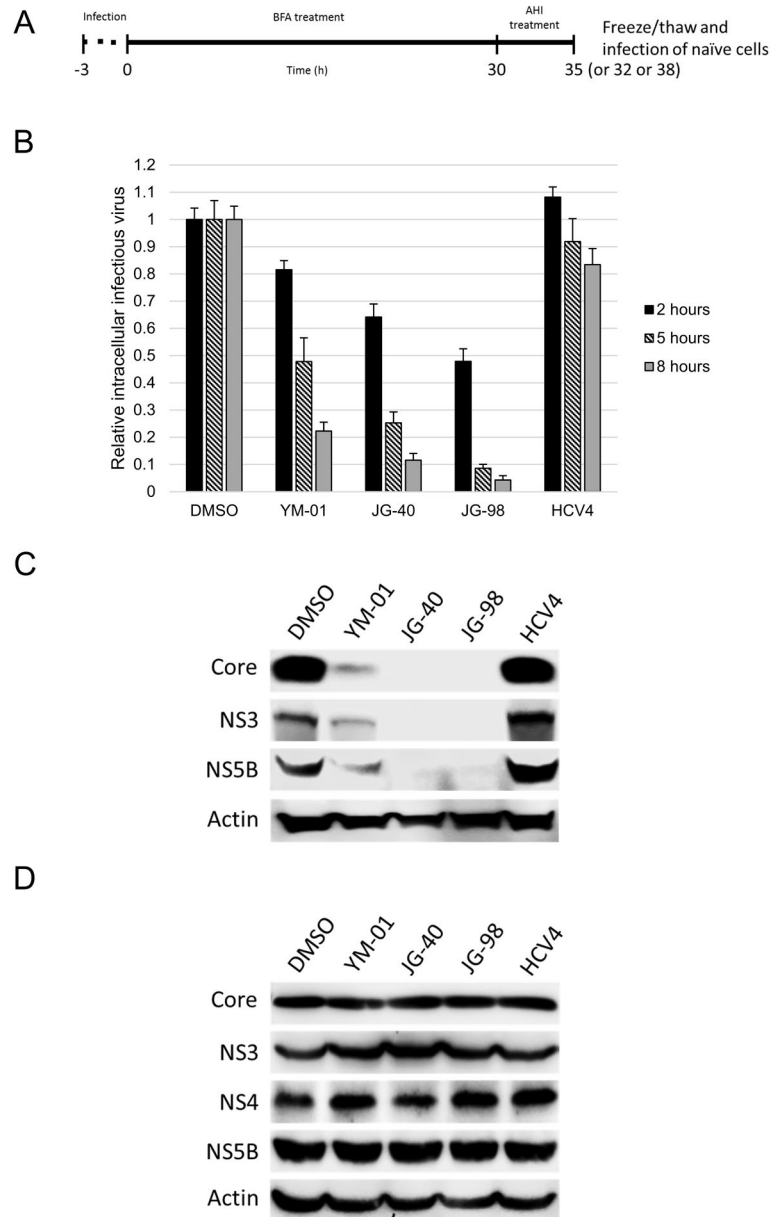 A
Infection
BFA treatment
AHI
treatment
Freeze/thaw and
infection of naïve cells
-3
0
Time (h)
30
35
(or 32 or 38)
B
Relative intracellular infectious virus
1.2
1.1
1
0.9
0.8
0.7
0.6
0.5
0.4
0.3
0.2
0.1
0
DMSO
YM-01
JG-40
JG-98
HCV4
2 hours
5 hours
8 hours
C
DMSO
YM-01
JG-40
JG-98
HCV4
Core
NS3
NS5B
Actin
D
DMSO
YM-01
JG-40
JG-98
HCV4
Core
NS3
NS4
NS5B
Actin